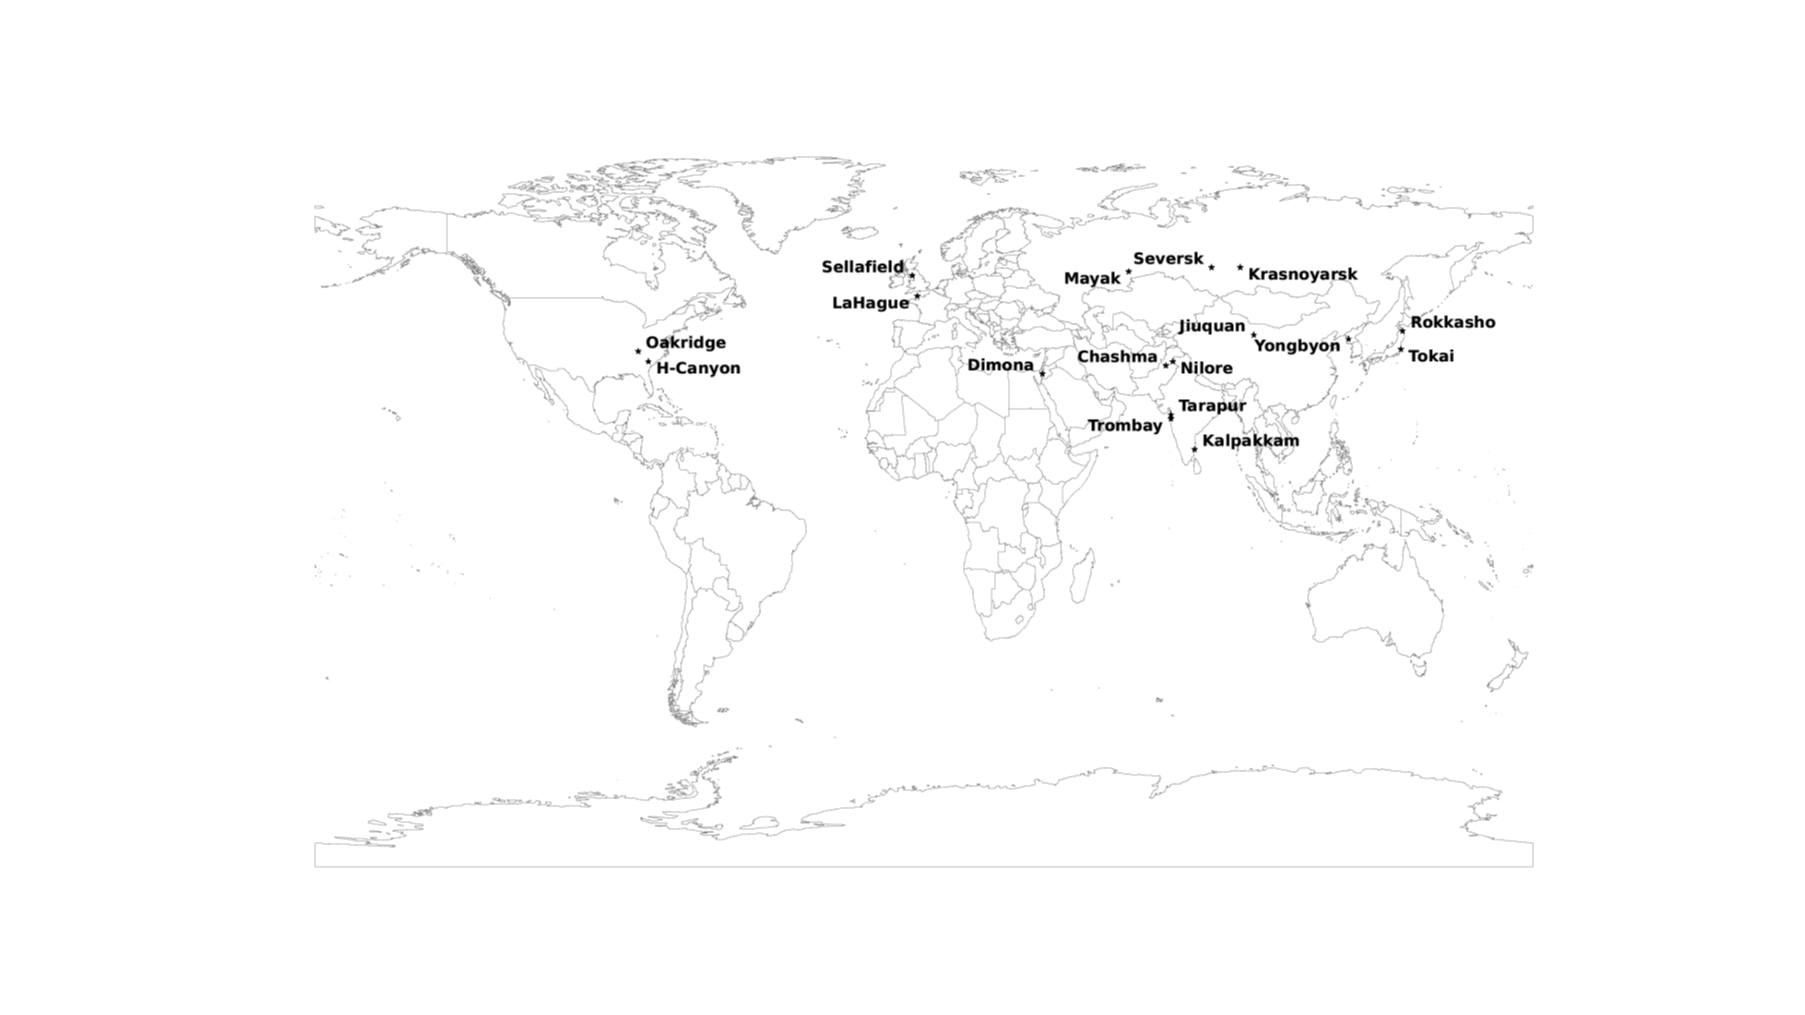 Seversk
Sellafield
Krasnoyarsk
Mayak
LaHague
Rokkasho
Jiuquan
Oakridge
Yongbyon
Chashma
Tokai
Dimona
H-Canyon
Nilore
Tarapur
Trombay
Kalpakkam